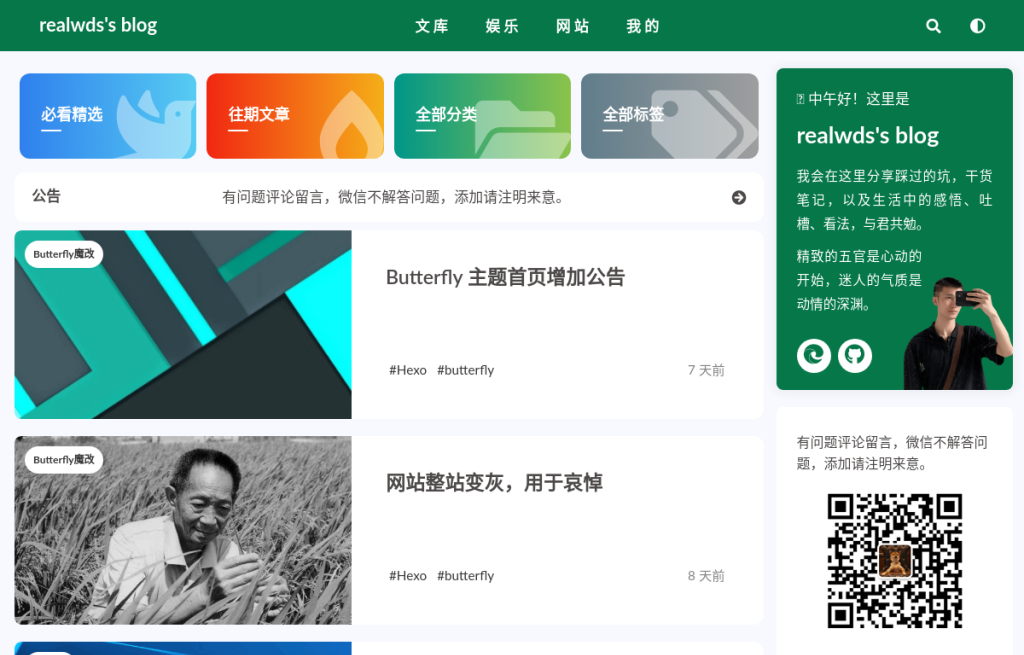 realwds's blog
文库 娱乐 网站 我的
必看精选
往期文章
全部分类
全部标签
公告
有问题评论留言，微信不解答问题，添加请注明来意。
Butterfly魔改
Butterfly 主题首页增加公告
#Hexo #butterfly
7 天前
Butterfly魔改
网站整站变灰，用于哀悼
#Hexo #butterfly
8 天前
中午好！这里是
realwds's blog
我会在这里分享踩过的坑，干货
笔记，以及生活中的感悟、吐
槽、看法，与君共勉。
精致的五官是心动的
开始，迷人的气质是
动情的深渊。
有问题评论留言，微信不解答问
题，添加请注明来意。